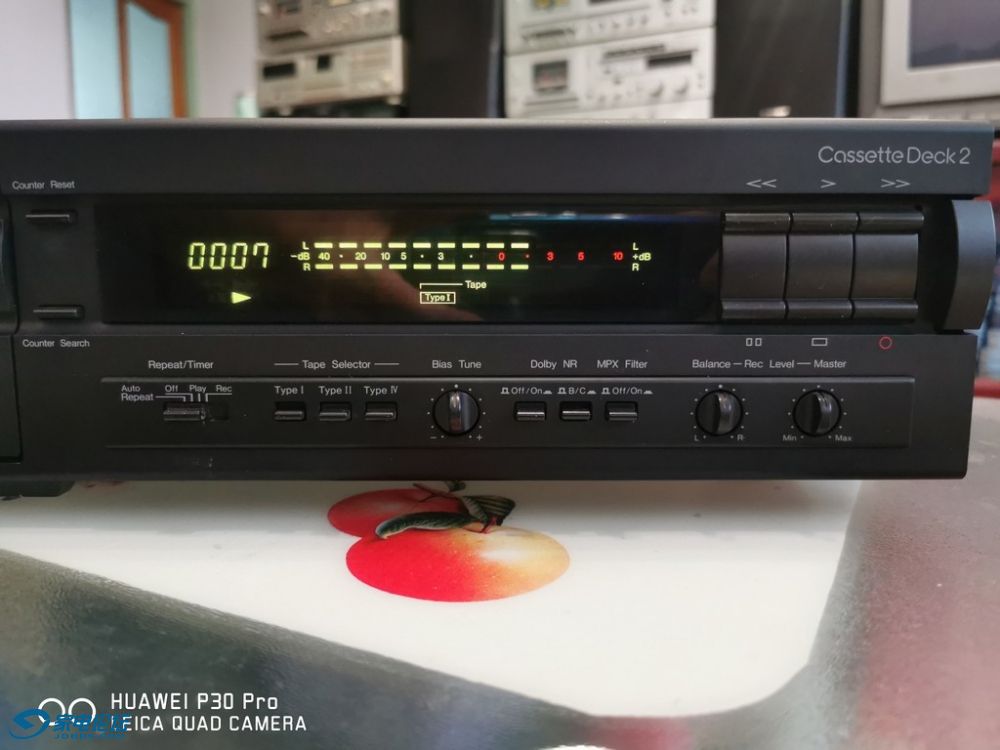 Cassette Deck 2
<< > >>
Counter Reset
0007
L
-dB 40 · 20 10 5 · 3 · 0 · 3 5 10 +dB
R
L
R
Tape
Type I
Counter Search
Repeat/Timer
Tape Selector
Bias Tune
Dolby NR
MPX Filter
Balance — Rec Level — Master
Auto Repeat
Off Play Rec
Type I Type II Type IV
Off/On
B/C
Off/On
- +
L R
Min Max
HUAWEI P30 Pro
LEICA QUAD CAMERA